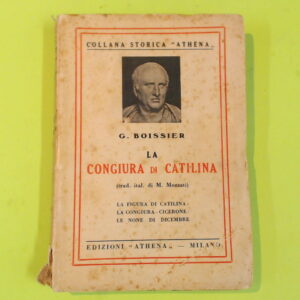 COLLANA STORICA "ATHENA"
G. BOISSIER
LA
CONGIURA DI CATILINA
(trad. ital. di M. Mozzati)
LA FIGURA DI CATILINA -
LA CONGIURA - CICERONE -
LE NONE DI DICEMBRE
EDIZIONI "ATHENA" — MILANO